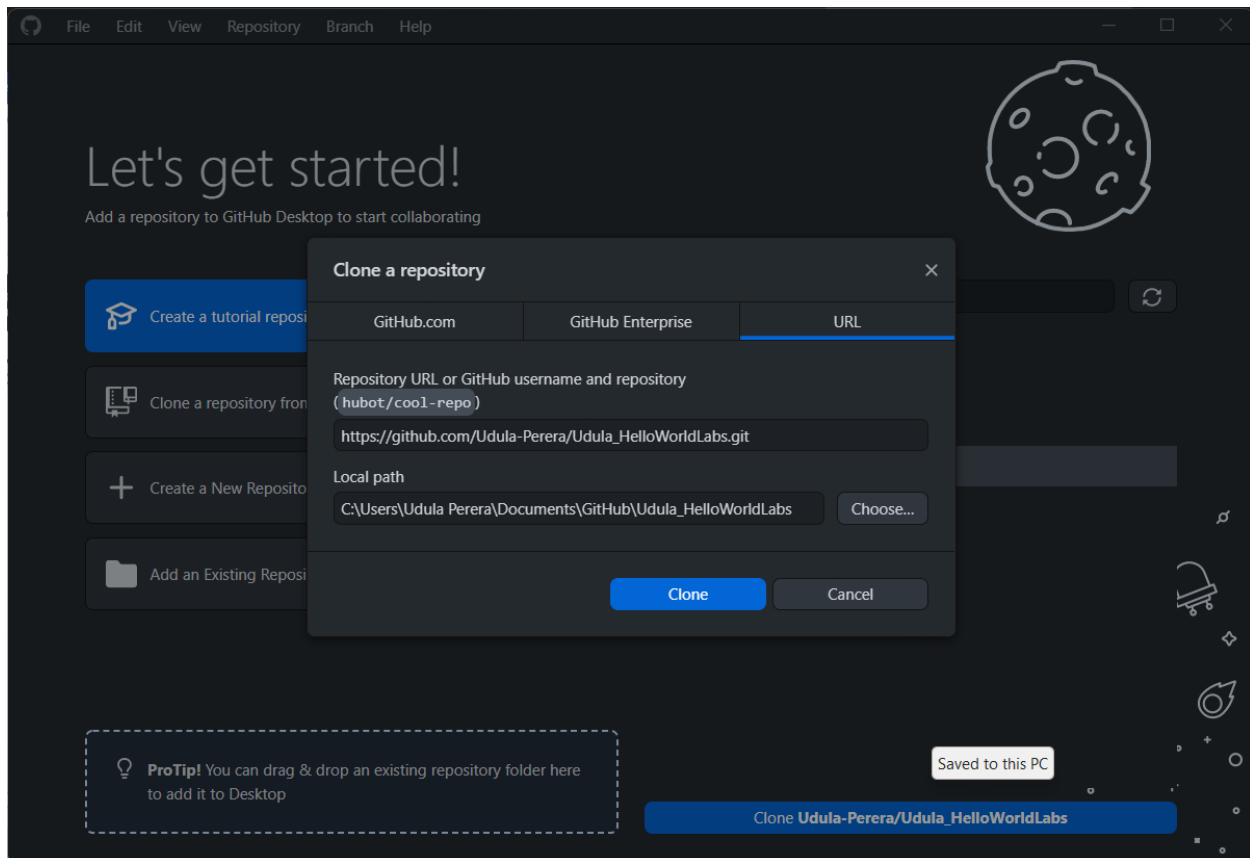 File Edit View Repository Branch Help
Let's get started!
Add a repository to GitHub Desktop to start collaborating
Create a tutorial reposi
Clone a repository from
Create a New Reposito
Add an Existing Reposi
Clone a repository
GitHub.com GitHub Enterprise URL
Repository URL or GitHub username and repository
(hubot/cool-repo)
https://github.com/Udula-Perera/Udula_HelloWorldLabs.git
Local path
C:\Users\Udula Perera\Documents\GitHub\Udula_HelloWorldLabs Choose...
Clone Cancel
ProTip! You can drag & drop an existing repository folder here
to add it to Desktop
Saved to this PC
Clone Udula-Perera/Udula_HelloWorldLabs